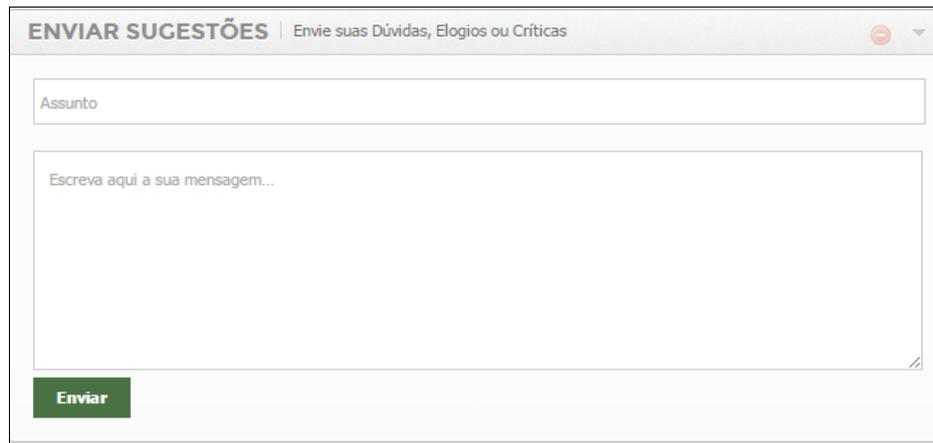 ENVIAR SUGESTÕES Envie suas Dúvidas, Elogios ou Críticas
Assunto
Escreva aqui a sua mensagem...
Enviar